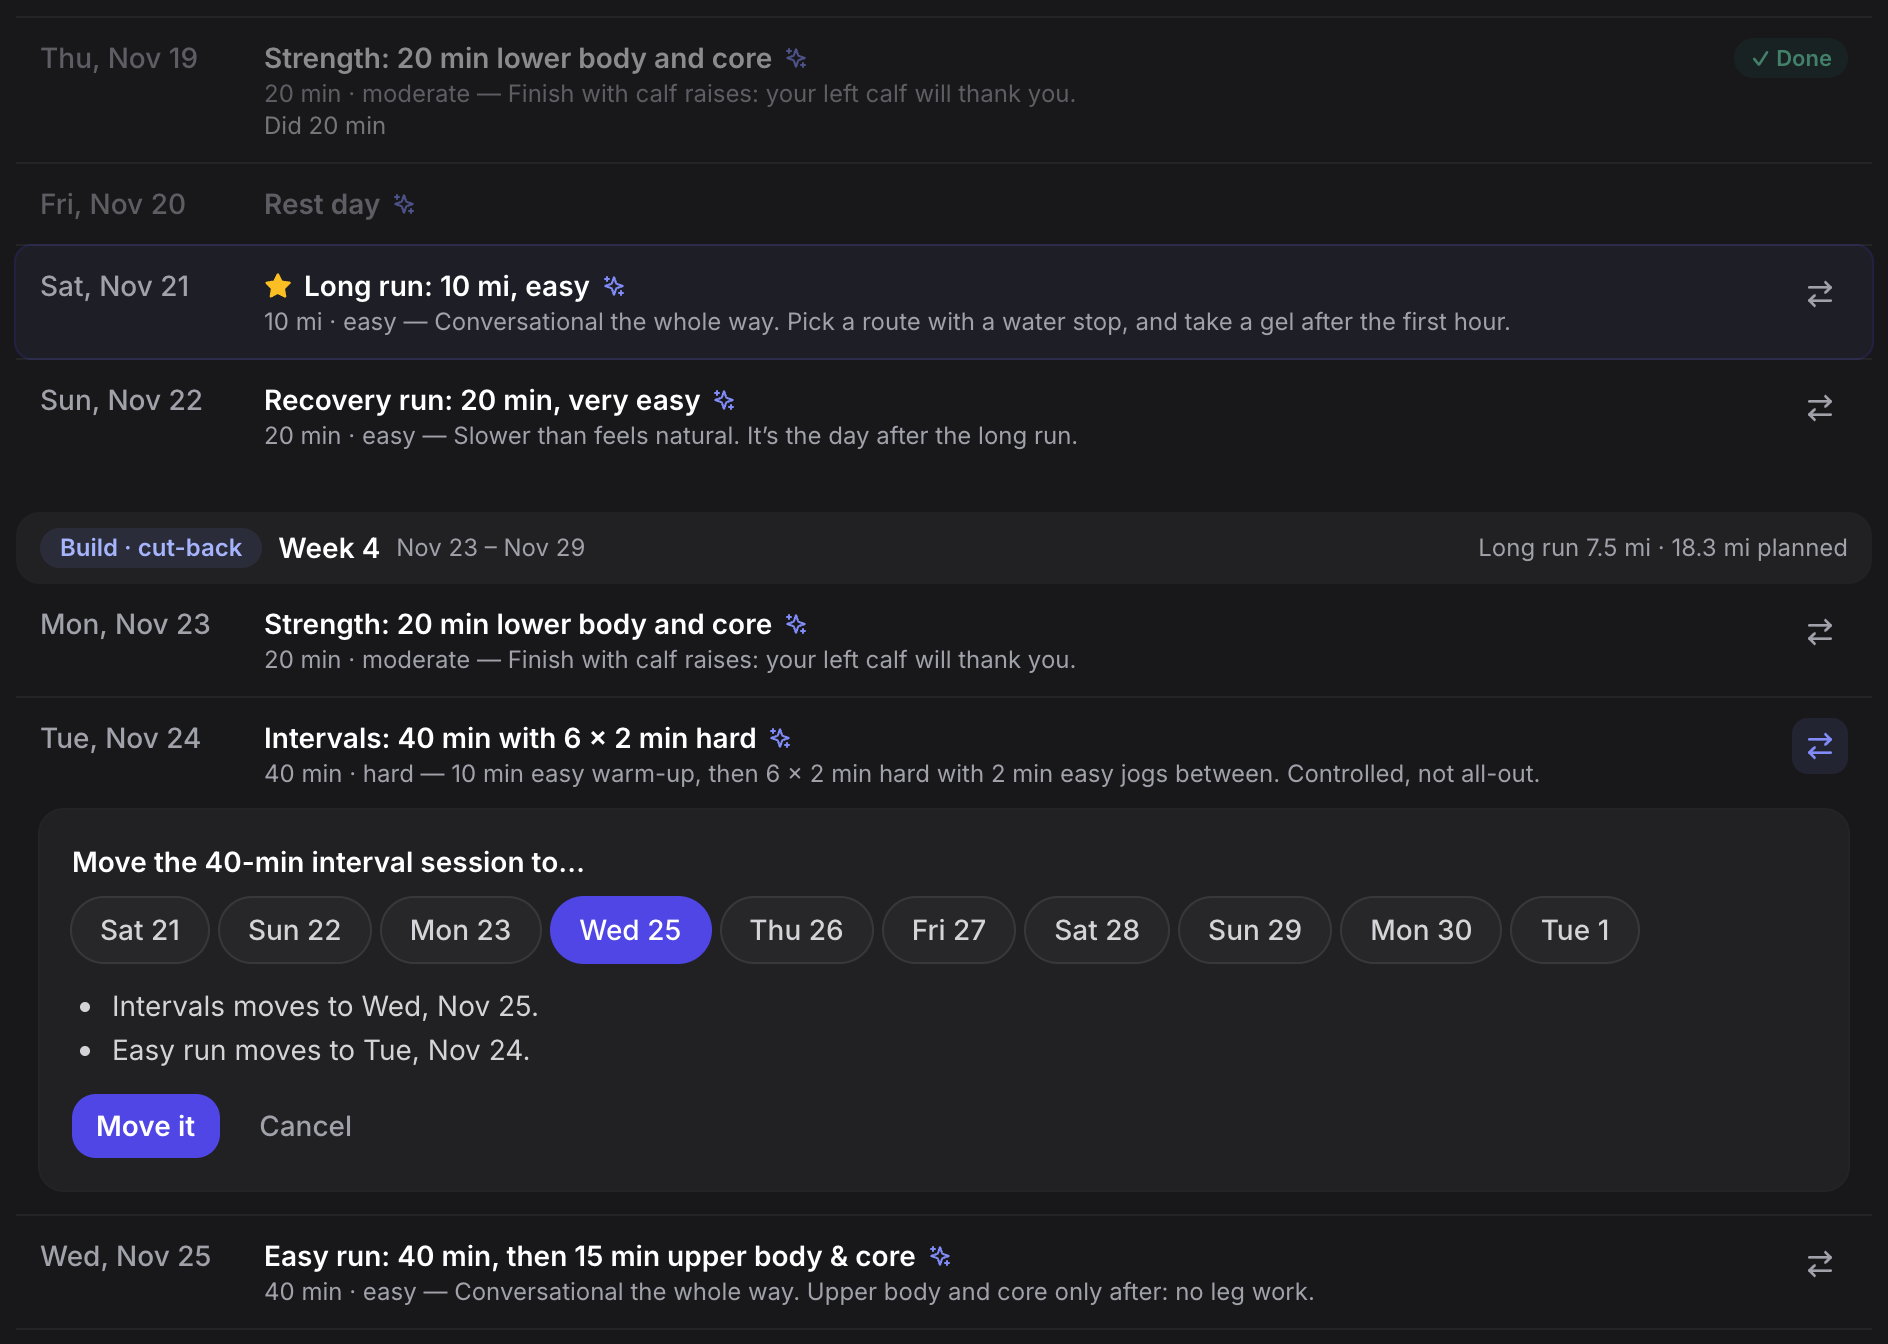 Thu, Nov 19
Strength: 20 min lower body and core
✓ Done
20 min · moderate — Finish with calf raises: your left calf will thank you.
Did 20 min
Fri, Nov 20
Rest day
Sat, Nov 21
Long run: 10 mi, easy
10 mi · easy — Conversational the whole way. Pick a route with a water stop, and take a gel after the first hour.
Sun, Nov 22
Recovery run: 20 min, very easy
20 min · easy — Slower than feels natural. It’s the day after the long run.
Build · cut-back Week 4 Nov 23 – Nov 29 Long run 7.5 mi · 18.3 mi planned
Mon, Nov 23
Strength: 20 min lower body and core
20 min · moderate — Finish with calf raises: your left calf will thank you.
Tue, Nov 24
Intervals: 40 min with 6 × 2 min hard
40 min · hard — 10 min easy warm-up, then 6 × 2 min hard with 2 min easy jogs between. Controlled, not all-out.
Move the 40-min interval session to…
Sat 21 Sun 22 Mon 23 Wed 25 Thu 26 Fri 27 Sat 28 Sun 29 Mon 30 Tue 1
• Intervals moves to Wed, Nov 25.
• Easy run moves to Tue, Nov 24.
Move it Cancel
Wed, Nov 25
Easy run: 40 min, then 15 min upper body & core
40 min · easy — Conversational the whole way. Upper body and core only after: no leg work.